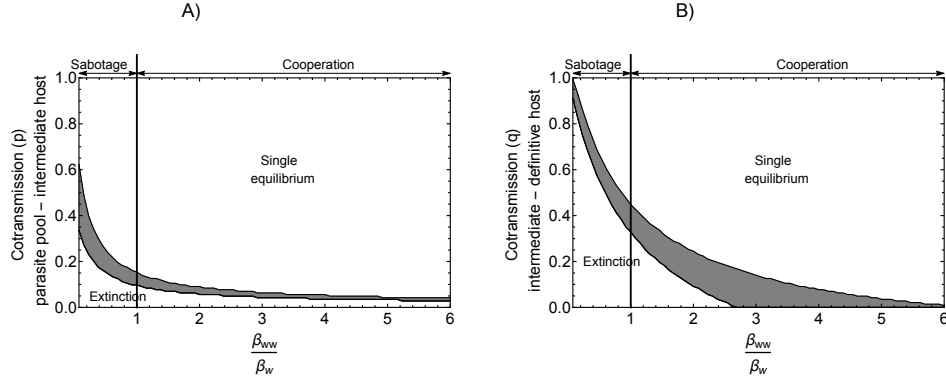 A)
Sabotage
Cooperation
1.0
0.8
0.6
0.4
0.2
0.0
Cotransmission (p)
parasite pool – intermediate host
Single
equilibrium
Extinction
1 2 3 4 5 6
βww
βw
B)
Sabotage
Cooperation
1.0
0.8
0.6
0.4
0.2
0.0
Cotransmission (q)
intermediate – definitive host
Single
equilibrium
Extinction
1 2 3 4 5 6
βww
βw